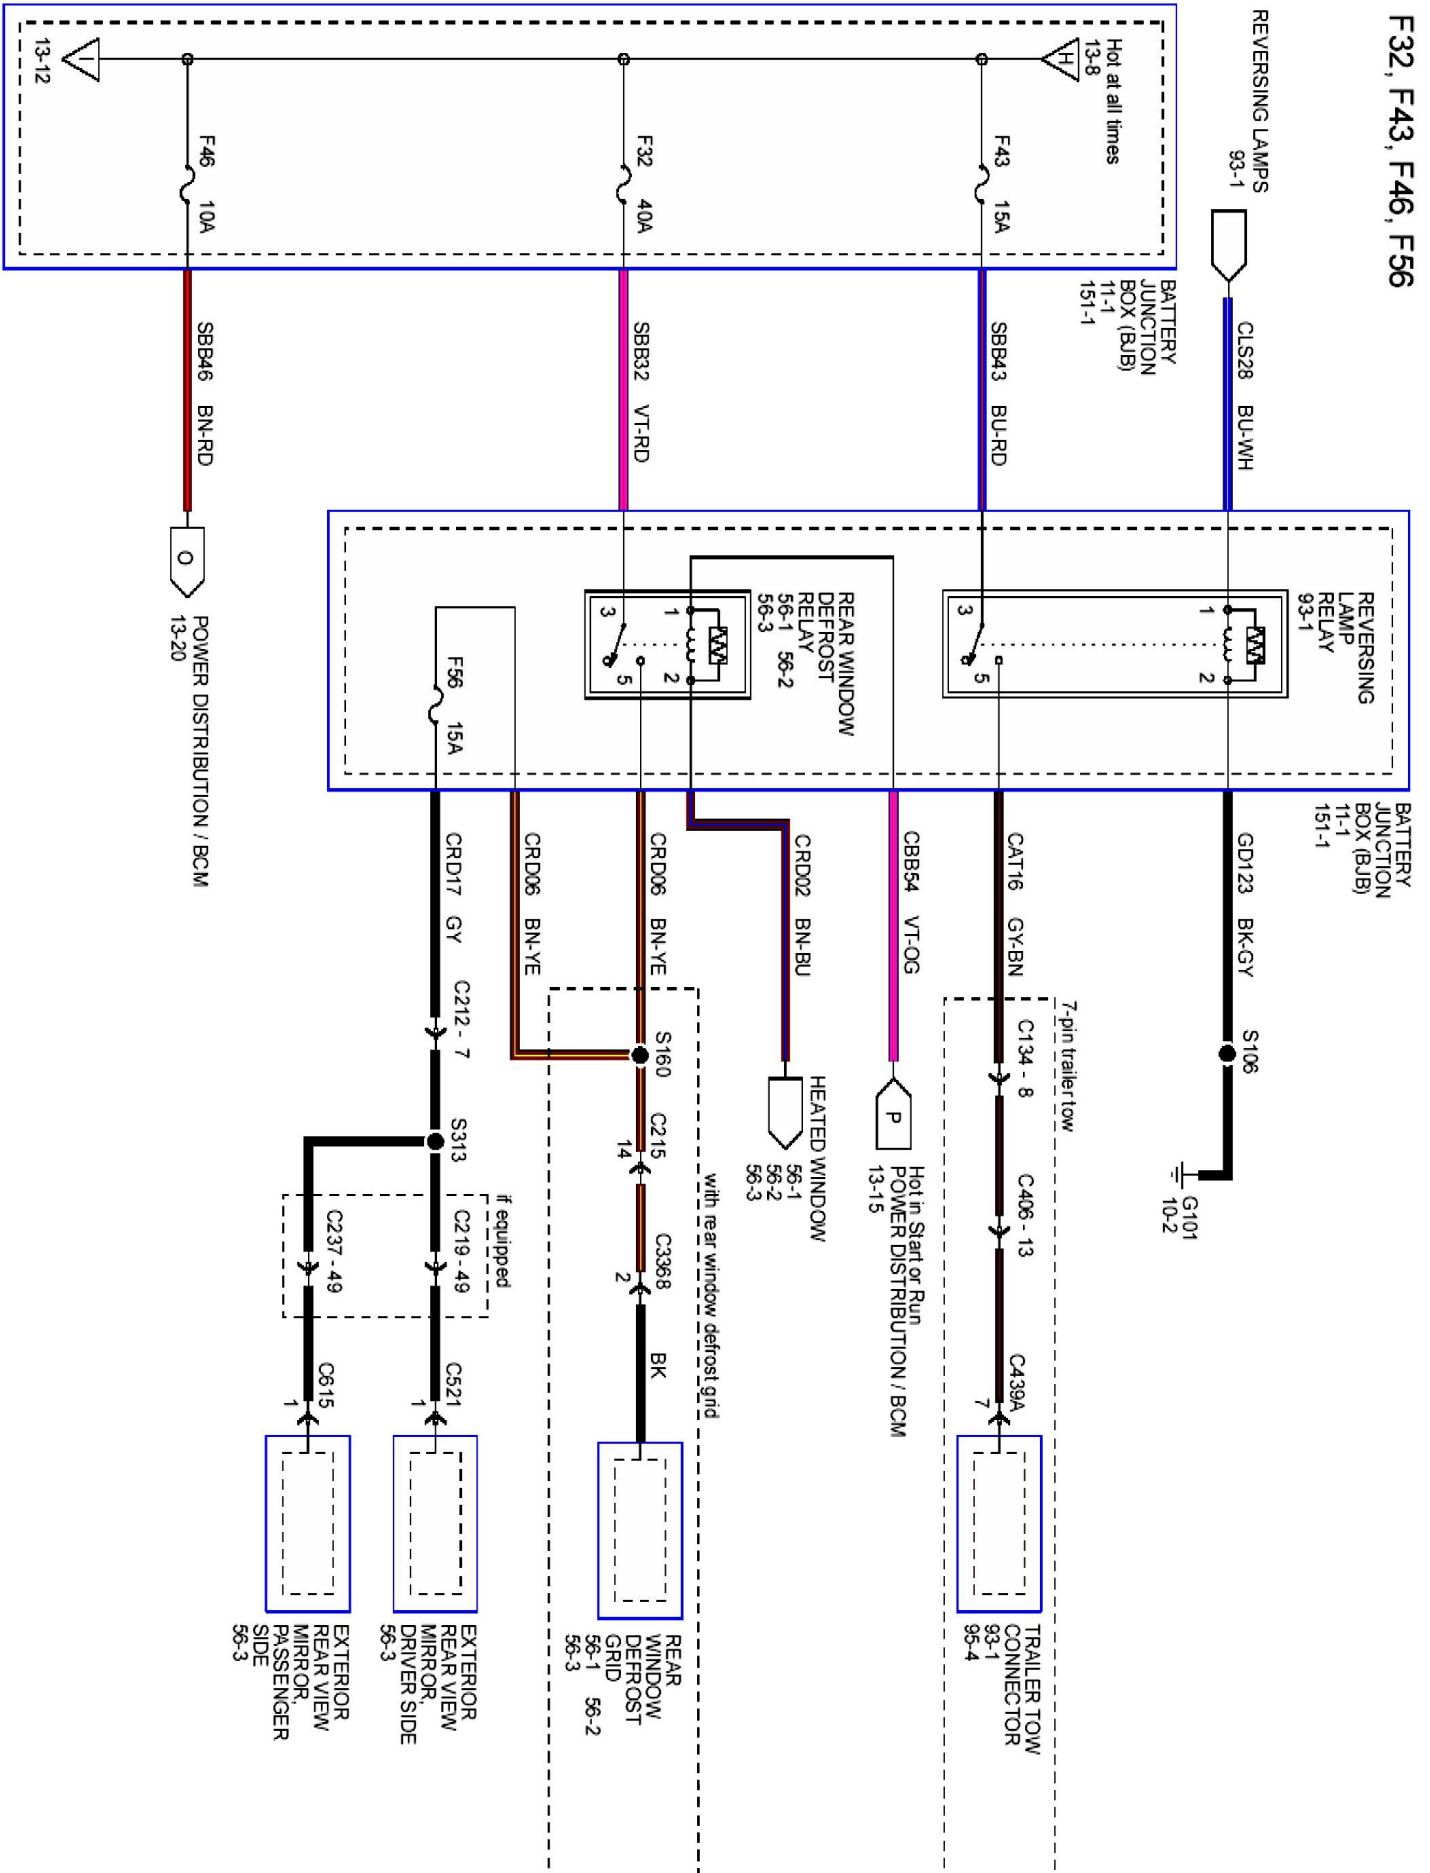 F32, F43, F46, F56
REVERSING LAMPS
93-1
CLS28 BU-WH
H
Hot at all times
13-8
F43 15A
F32 40A
F46 10A
I
13-12
BATTERY
JUNCTION
BOX (BJB)
11-1
151-1
SBB43 BU-RD
SBB32 VT-RD
SBB46 BN-RD
O
POWER DISTRIBUTION / BCM
13-20
REVERSING
LAMP
RELAY
93-1
1 2
3 5
REAR WINDOW
DEFROST
RELAY
56-1 56-2
56-3
1 2
3 5
F56 15A
BATTERY
JUNCTION
BOX (BJB)
11-1
151-1
GD123 BK-GY
S106
G101
10-2
CAT16 GY-BN
7-pin trailer tow
C134 - 8
C406 - 13
C439A
7
TRAILER TOW
CONNECTOR
93-1
95-4
CBB54 VT-OG
P
Hot in Start or Run
POWER DISTRIBUTION / BCM
13-15
CRD02 BN-BU
HEATED WINDOW
56-1
56-2
56-3
CRD06 BN-YE
S160
with rear window defrost grid
C215
14
C3368
2
BK
REAR
WINDOW
DEFROST
GRID
56-1 56-2
56-3
CRD06 BN-YE
CRD17 GY
C212 - 7
S313
if equipped
C219 - 49
C521
1
EXTERIOR
REAR VIEW
MIRROR,
DRIVER SIDE
56-3
C237 - 49
C615
1
EXTERIOR
REAR VIEW
MIRROR,
PASSENGER
SIDE
56-3